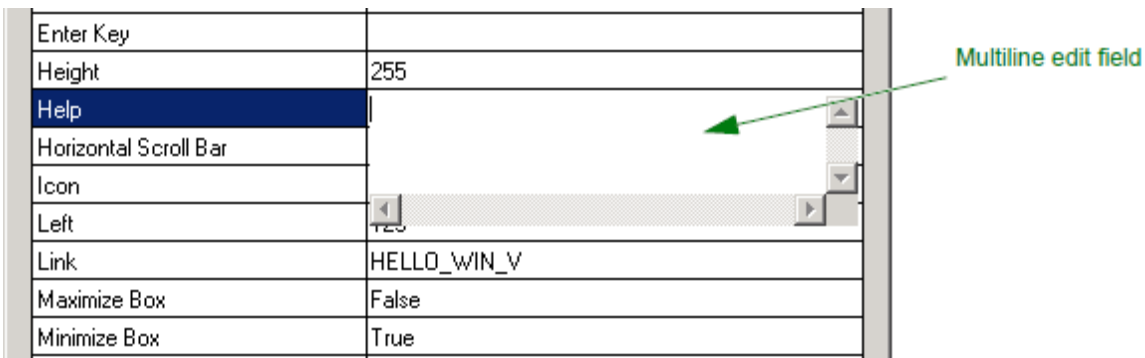 Enter Key
Height 255
Multiline edit field
Help
Horizontal Scroll Bar
Icon
Left
Link HELLO_WIN_V
Maximize Box False
Minimize Box True